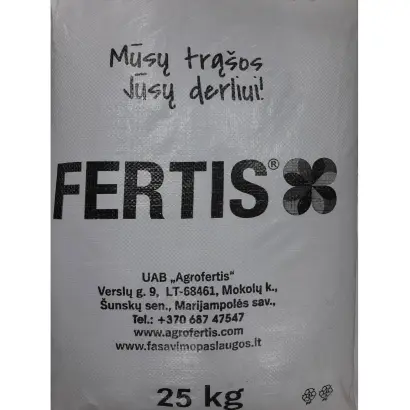 Mūsų trąšos
Jūsų derliui!
FERTIS®
UAB „Agrofertis“
Verslų g. 9, LT-68461, Mokolų k.,
Šunskų sen., Marijampolės sav.,
Tel.: +370 687 47547
www.agrofertis.com
www.fasavimopaslaugos.lt
25 kg